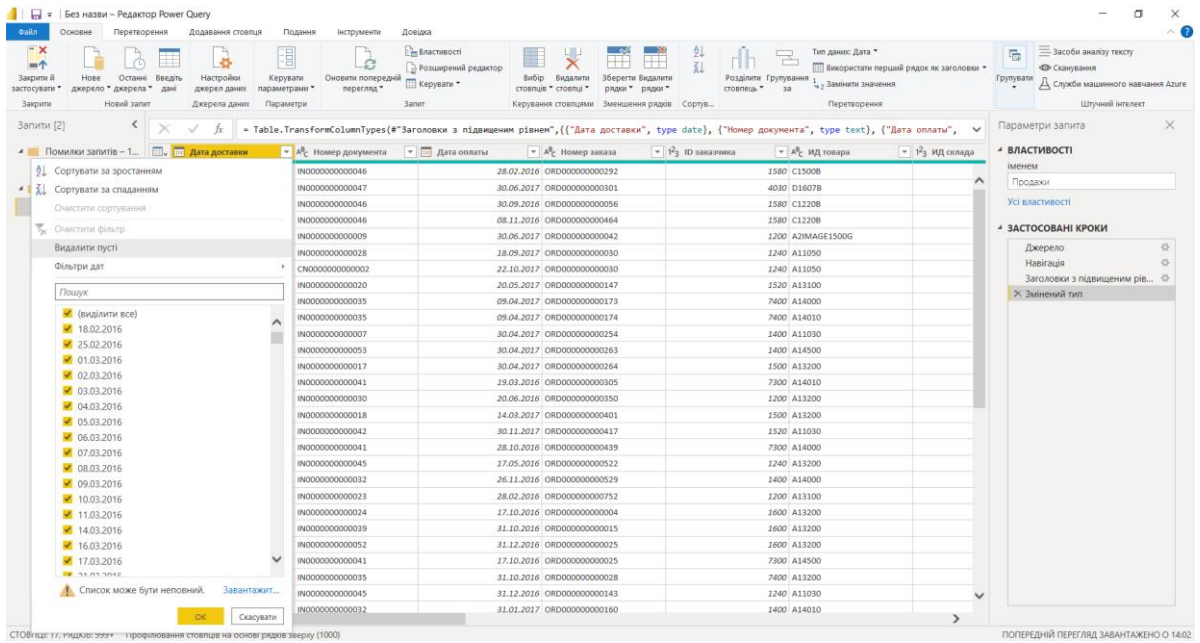 Без назви – Редактор Power Query
Файл Основне Перетворення Додавання стовпця Подання Інструменти Довідка
Закрити й застосувати
Нове джерело
Останні джерела
Введіть дані
Настройки джерел даних
Керувати параметрами
Оновити попередній перегляд
Властивості
Розширений редактор
Керувати
Вибір стовпців
Видалити стовпці
Зберегти рядки
Видалити рядки
Розділити стовпець
Групування за
Тип даних: Дата
Використати перший рядок як заголовки
Замінити значення
Групувати
Засоби аналізу тексту
Сканування
Служби машинного навчання Azure
Закрити Новий запит Джерела даних Параметри Запит Керування стовпцями Зменшення рядків Сортув... Перетворення Штучний інтелект
Запити [2]
= Table.TransformColumnTypes(#"Заголовки з підвищеним рівнем",{{"Дата доставки", type date}, {"Номер документа", type text}, {"Дата оплаты",
Помилки запитів – 1...
Дата доставки Номер документа Дата оплаты Номер заказа ID заказчика ИД товара ИД склада
Сортувати за зростанням
Сортувати за спаданням
Очистити сортування
Очистити фільтр
Видалити пусті
Фільтри дат
Пошук
(виділити все)
18.02.2016
25.02.2016
01.03.2016
02.03.2016
03.03.2016
04.03.2016
05.03.2016
06.03.2016
07.03.2016
08.03.2016
09.03.2016
10.03.2016
11.03.2016
14.03.2016
16.03.2016
17.03.2016
Список може бути неповний. Завантажит...
OK Скасувати
IN0000000000046 28.02.2016 ORD000000000292 1580 C1500B
IN0000000000047 30.06.2017 ORD000000000301 4030 D1607B
IN0000000000046 30.09.2016 ORD000000000056 1580 C1220B
IN0000000000046 08.11.2016 ORD000000000464 1580 C1220B
IN0000000000009 30.06.2017 ORD000000000042 1200 A2IMAGE1500G
IN0000000000028 18.09.2017 ORD000000000030 1240 A11050
CN0000000000002 22.10.2017 ORD000000000030 1240 A11050
IN0000000000020 20.05.2017 ORD000000000147 1520 A13100
IN0000000000035 09.04.2017 ORD000000000173 7400 A14000
IN0000000000035 09.04.2017 ORD000000000174 7400 A14010
IN0000000000007 30.04.2017 ORD000000000254 1400 A11030
IN0000000000053 30.04.2017 ORD000000000263 1400 A14500
IN0000000000017 30.04.2017 ORD000000000264 1500 A13200
IN0000000000041 19.03.2016 ORD000000000305 7300 A14010
IN0000000000030 20.06.2016 ORD000000000350 1200 A13200
IN0000000000018 14.03.2017 ORD000000000401 1500 A13200
IN0000000000042 30.11.2017 ORD000000000417 1520 A11030
IN0000000000041 28.10.2016 ORD000000000439 7300 A14000
IN0000000000045 17.05.2016 ORD000000000522 1240 A13200
IN0000000000032 26.11.2016 ORD000000000529 1400 A14000
IN0000000000023 28.02.2016 ORD000000000752 1200 A13100
IN0000000000024 17.10.2016 ORD000000000004 1600 A13200
IN0000000000039 31.10.2016 ORD000000000015 1600 A13200
IN0000000000052 31.12.2016 ORD000000000025 1600 A13200
IN0000000000041 17.10.2016 ORD000000000025 7300 A14500
IN0000000000035 31.10.2016 ORD000000000028 7400 A13200
IN0000000000045 31.12.2016 ORD000000000143 1240 A11030
IN0000000000032 31.01.2017 ORD000000000160 1400 A14010
Параметри запита
ВЛАСТИВОСТІ
іменем
Продажи
Усі властивості
ЗАСТОСОВАНІ КРОКИ
Джерело
Навігація
Заголовки з підвищеним рів...
Змінений тип
СТОВПЦІ: 17, РЯДКІВ: 999+ Профілювання стовпців на основі рядків зверху (1000)
ПОПЕРЕДНІЙ ПЕРЕГЛЯД ЗАВАНТАЖЕНО О 14:02